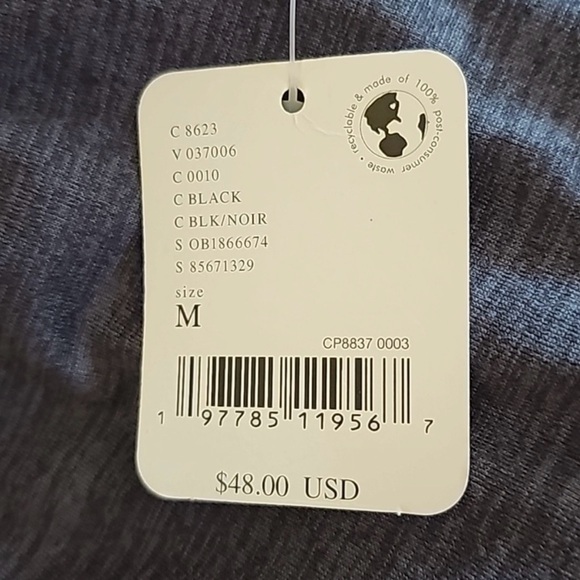 recyclable & made of 100% post-consumer waste •
C 8623
V 037006
C 0010
C BLACK
C BLK/NOIR
S OB1866674
S 85671329
size
M
CP8837 0003
1 97785 11956 7
$48.00 USD